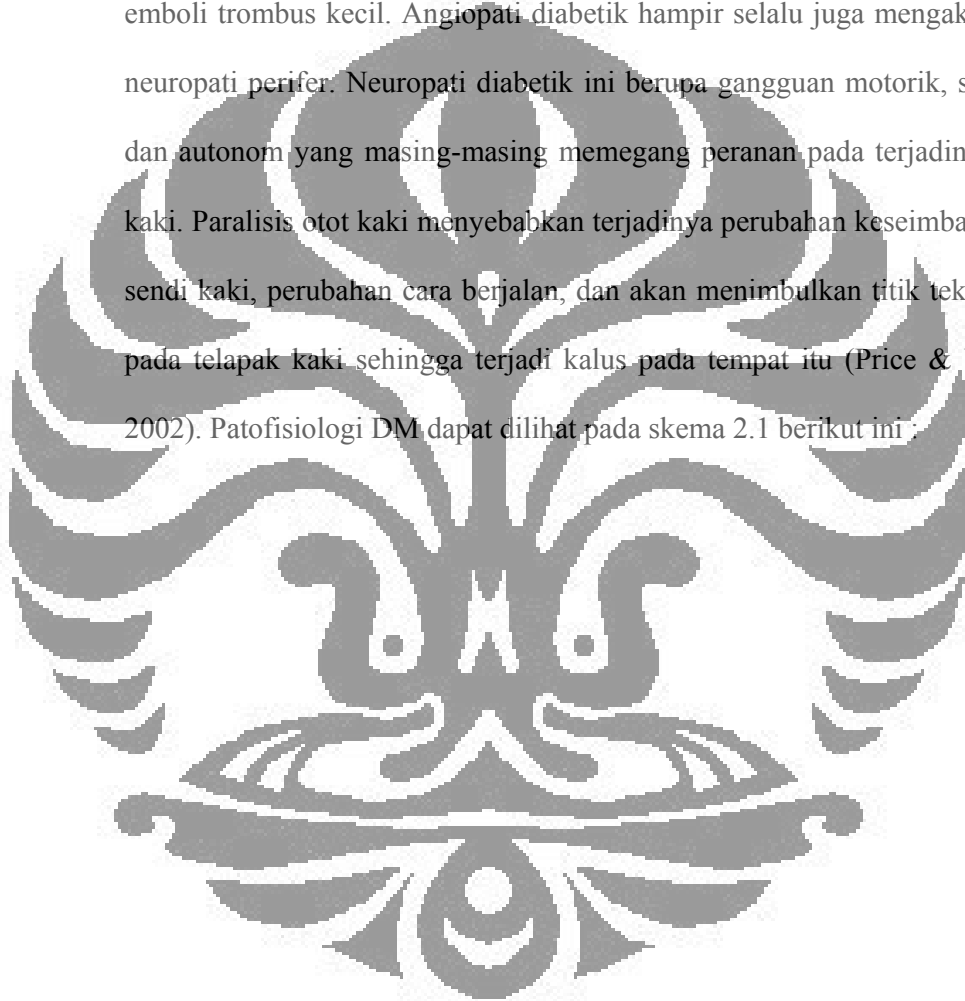 emboli trombus kecil. Angiopati diabetik hampir selalu juga mengak
neuropati perifer. Neuropati diabetik ini berupa gangguan motorik, s
dan autonom yang masing-masing memegang peranan pada terjadin
kaki. Paralisis otot kaki menyebabkan terjadinya perubahan keseimba
sendi kaki, perubahan cara berjalan, dan akan menimbulkan titik tek
pada telapak kaki sehingga terjadi kalus pada tempat itu (Price &
2002). Patofisiologi DM dapat dilihat pada skema 2.1 berikut ini :